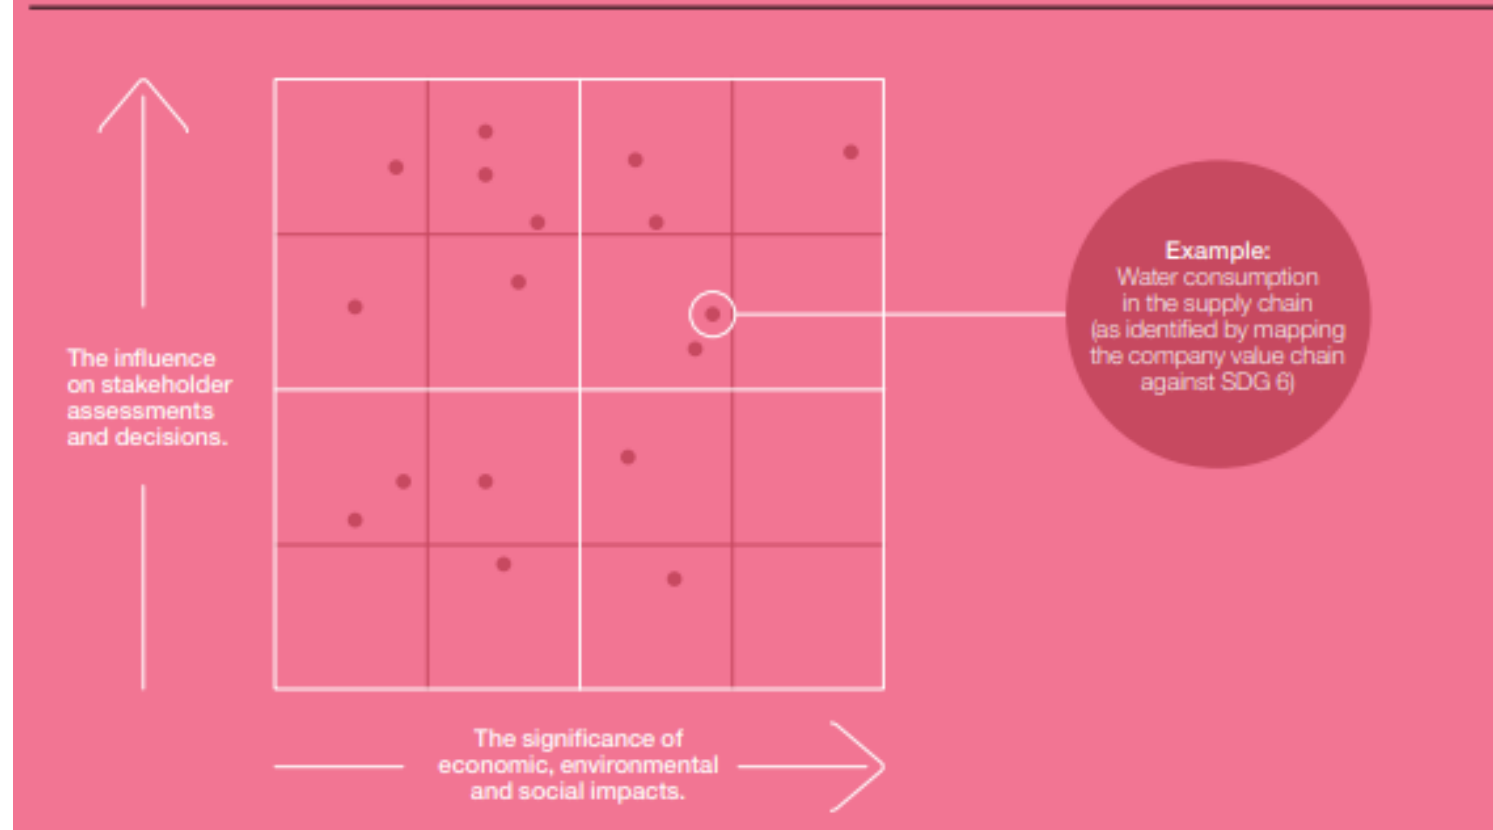 The influence
on stakeholder
assessments
and decisions.
Example:
Water consumption
in the supply chain
(as identified by mapping
the company value chain
against SDG 6)
The significance of
economic, environmental
and social impacts.